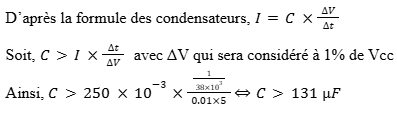 D'après la formule des condensateurs, I = C × ΔV/Δt
Soit, C > I × Δt/ΔV avec ΔV qui sera considéré à 1% de Vcc
Ainsi, C > 250 × 10⁻³ × (1/(38×10³))/(0.01×5) ⇔ C > 131 µF